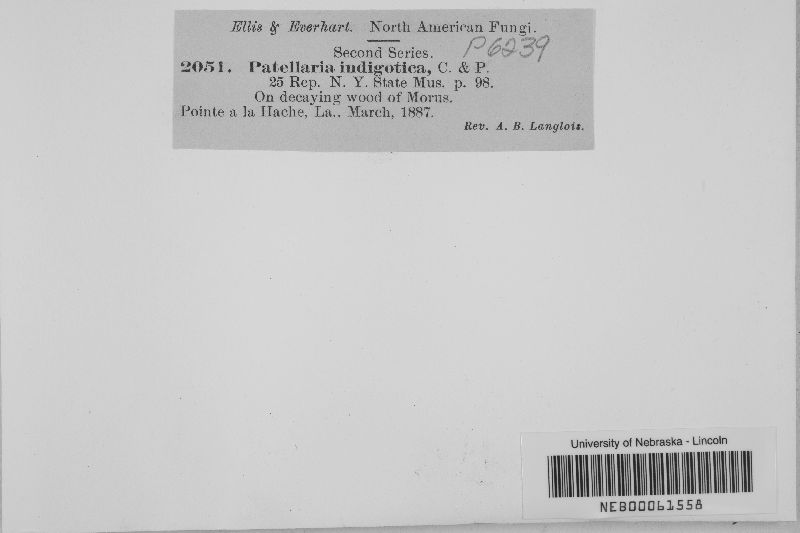 Ellis & Everhart. North American Fungi.
Second Series.
P6239
2051. Patellaria indigotica, C. & P.
25 Rep. N. Y. State Mus. p. 98.
On decaying wood of Morus.
Pointe a la Hache, La., March, 1887.
Rev. A. B. Langlois.
University of Nebraska - Lincoln
NEB00061558